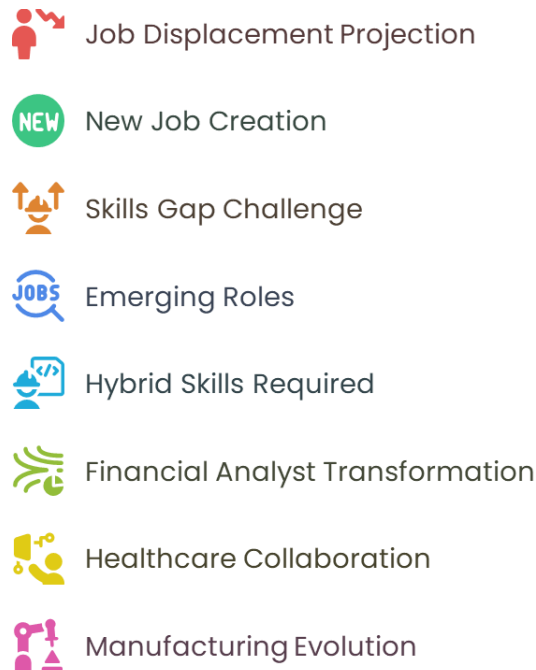 Job Displacement Projection
NEW
New Job Creation
Skills Gap Challenge
JOBS
Emerging Roles
</>
Hybrid Skills Required
Financial Analyst Transformation
Healthcare Collaboration
Manufacturing Evolution